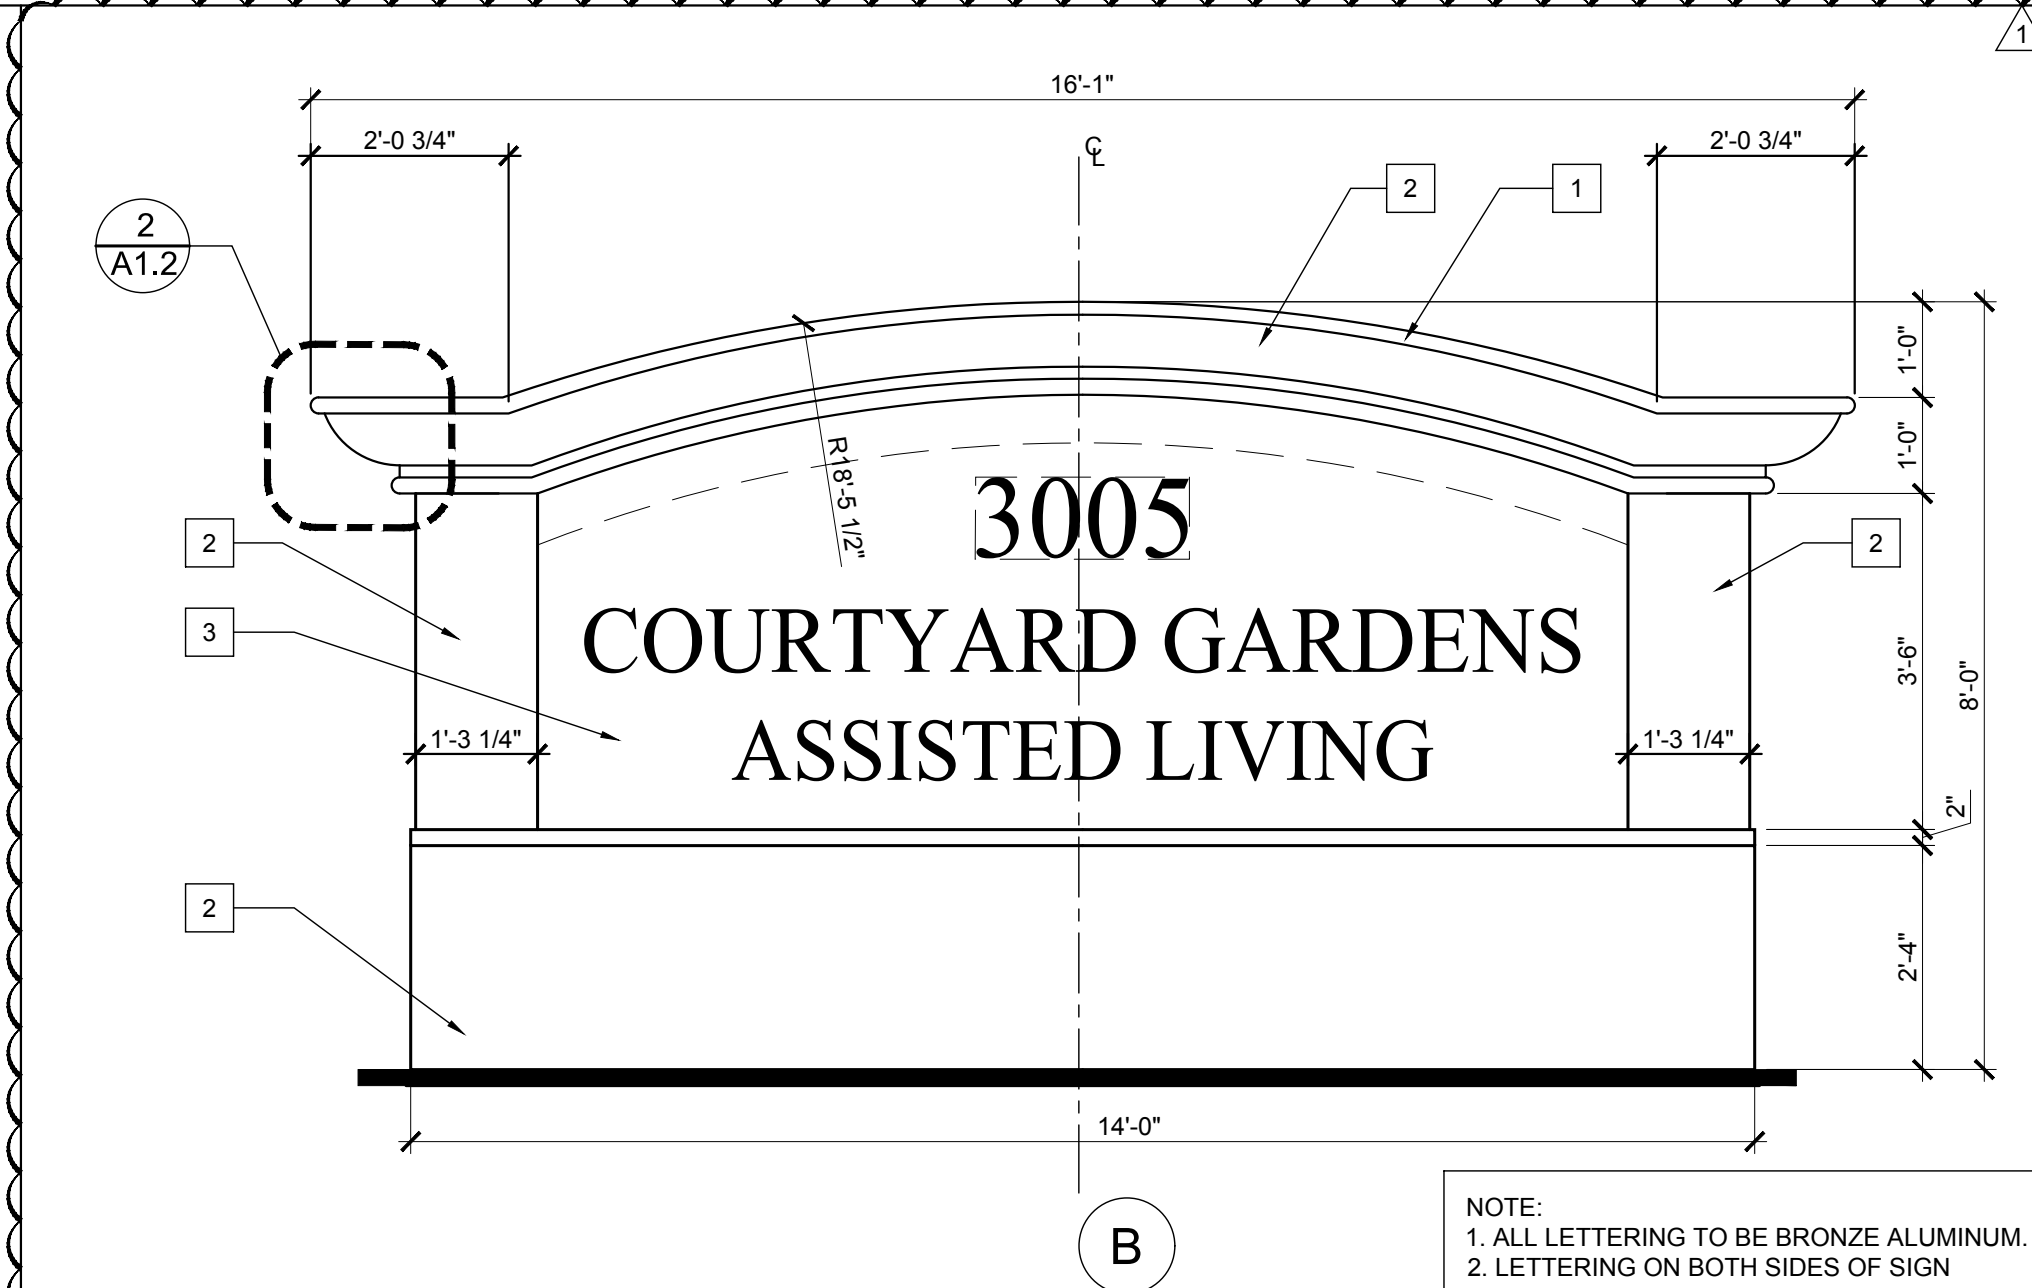 1
16'-1"
2'-0 3/4"
2'-0 3/4"
℄
2
1
2
A1.2
1'-0"
1'-0"
R18'-5 1/2"
3005
2
2
3
COURTYARD GARDENS
3'-6"
8'-0"
ASSISTED LIVING
1'-3 1/4"
1'-3 1/4"
2"
2
2'-4"
14'-0"
B
NOTE:
1. ALL LETTERING TO BE BRONZE ALUMINUM.
2. LETTERING ON BOTH SIDES OF SIGN